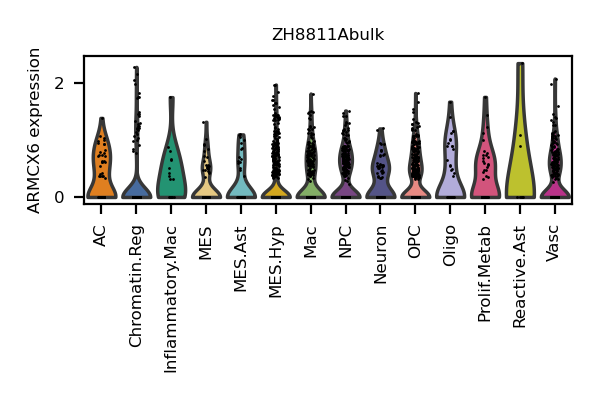 ZH8811Abulk
ARMCX6 expression
2
0
AC
Chromatin.Reg
Inflammatory.Mac
MES
MES.Ast
MES.Hyp
Mac
NPC
Neuron
OPC
Oligo
Prolif.Metab
Reactive.Ast
Vasc